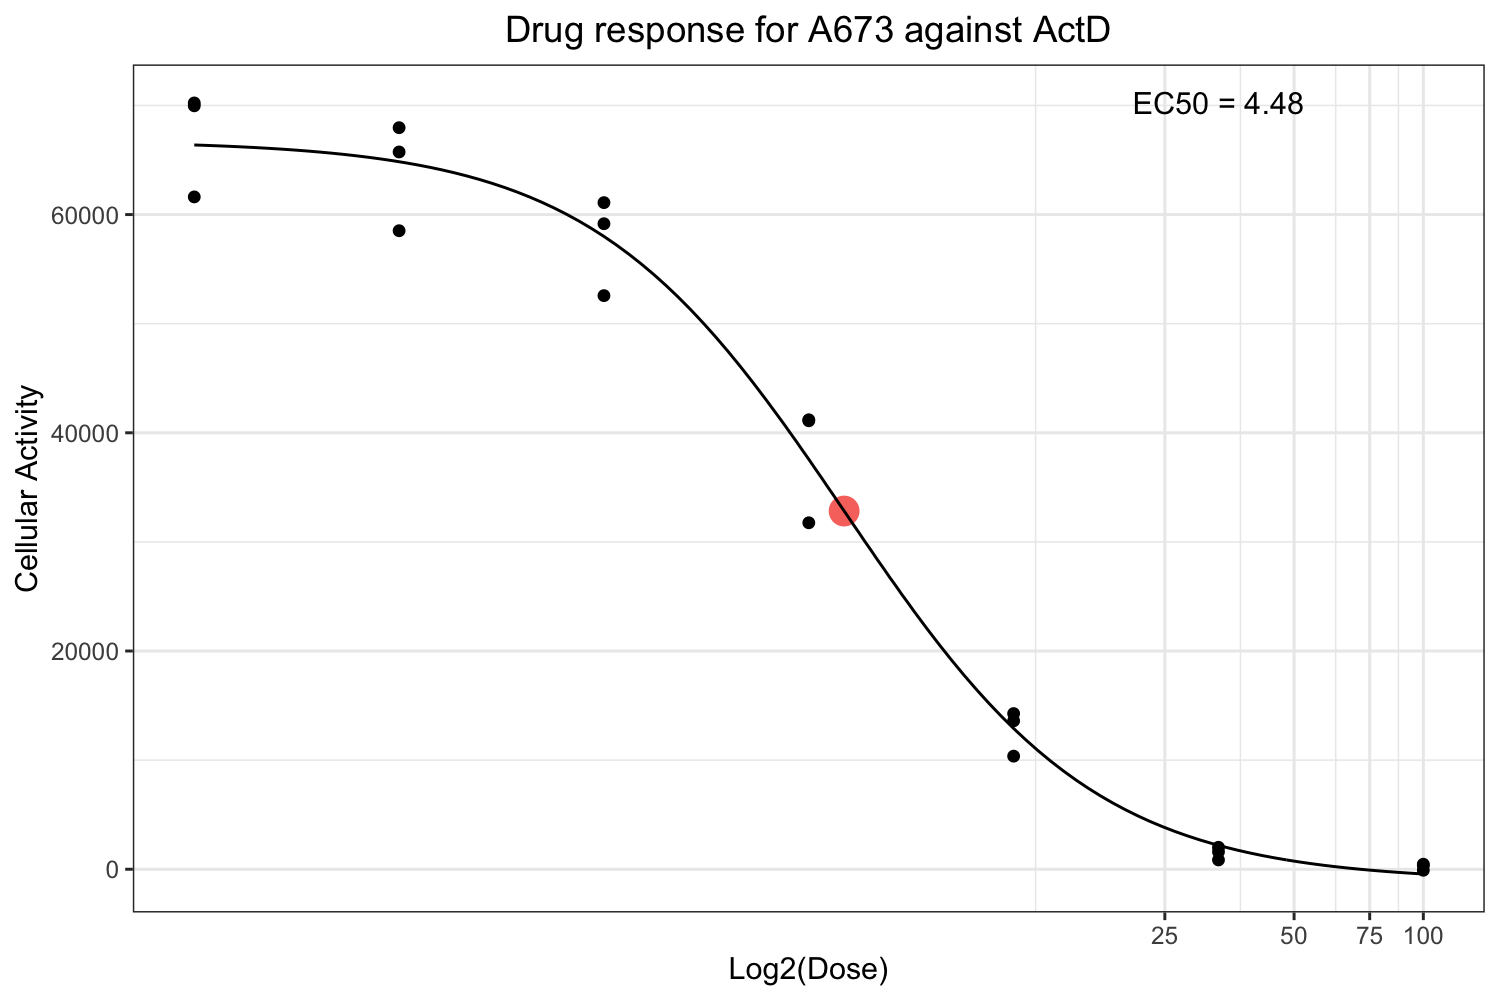 Drug response for A673 against ActD
EC50 = 4.48
60000
40000
20000
0
Cellular Activity
25 50 75 100
Log2(Dose)